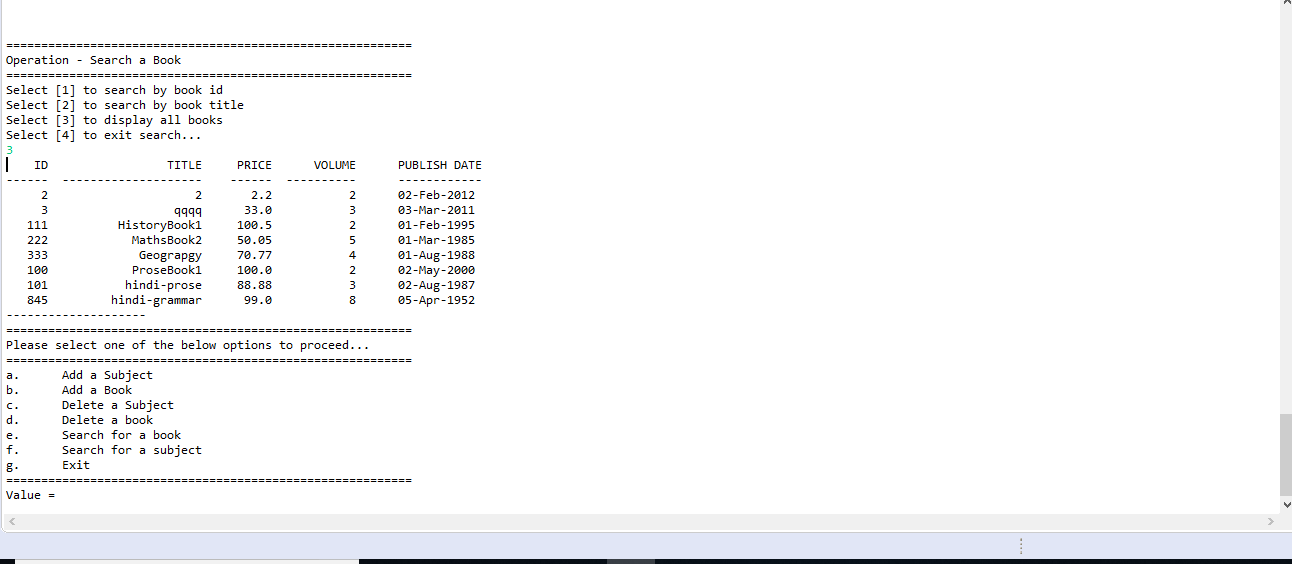 ==========================================================
Operation - Search a Book
==========================================================
Select [1] to search by book id
Select [2] to search by book title
Select [3] to display all books
Select [4] to exit search...
3
    ID                 TITLE     PRICE      VOLUME      PUBLISH DATE
------  --------------------    ------  ----------      ------------
     2                     2       2.2           2      02-Feb-2012
     3                  qqqq      33.0           3      03-Mar-2011
   111          HistoryBook1     100.5           2      01-Feb-1995
   222            MathsBook2     50.05           5      01-Mar-1985
   333             Geograpgy     70.77           4      01-Aug-1988
   100            ProseBook1     100.0           2      02-May-2000
   101           hindi-prose     88.88           3      02-Aug-1987
   845         hindi-grammar      99.0           8      05-Apr-1952
--------------------
==========================================================
Please select one of the below options to proceed...
==========================================================
a.      Add a Subject
b.      Add a Book
c.      Delete a Subject
d.      Delete a book
e.      Search for a book
f.      Search for a subject
g.      Exit
==========================================================
Value =